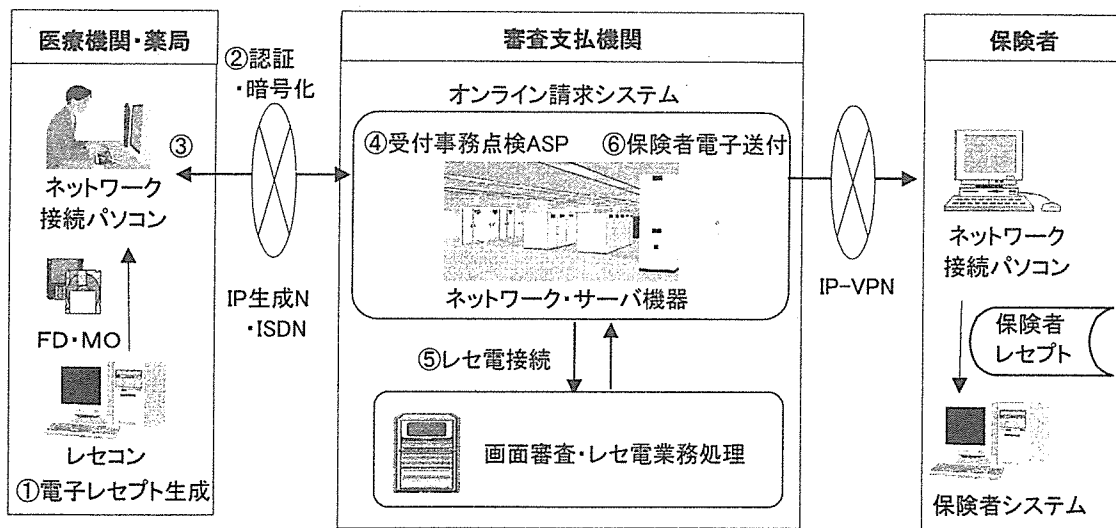 医療機関・薬局
②認証
・暗号化
③
ネットワーク
接続パソコン
FD・MO
レセコン
①電子レセプト生成
IP生成N
・ISDN
審査支払機関
オンライン請求システム
④受付事務点検ASP
⑥保険者電子送付
ネットワーク・サーバ機器
⑤レセ電接続
画面審査・レセ電業務処理
IP-VPN
保険者
ネットワーク
接続パソコン
保険者
レセプト
保険者システム